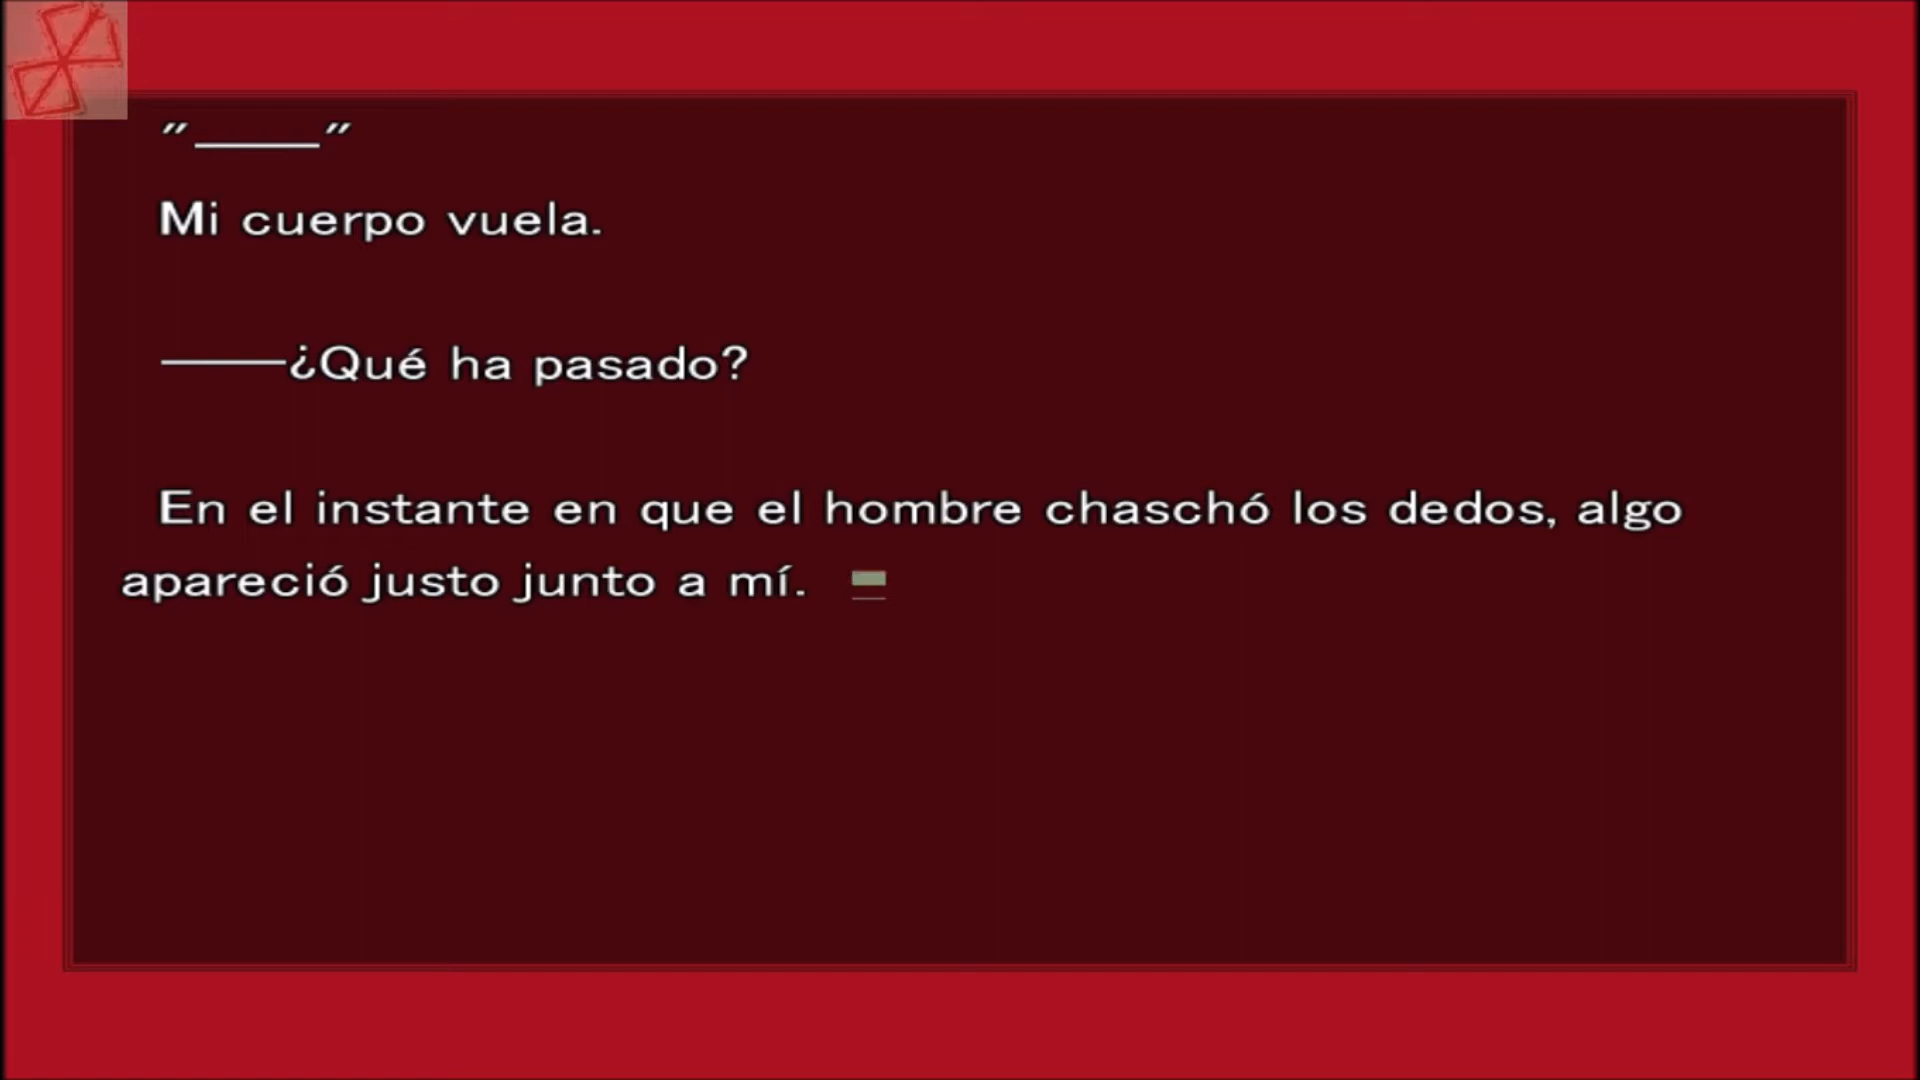 "―――"
Mi cuerpo vuela.
―――¿Qué ha pasado?
En el instante en que el hombre chaschó los dedos, algo
apareció justo junto a mí.